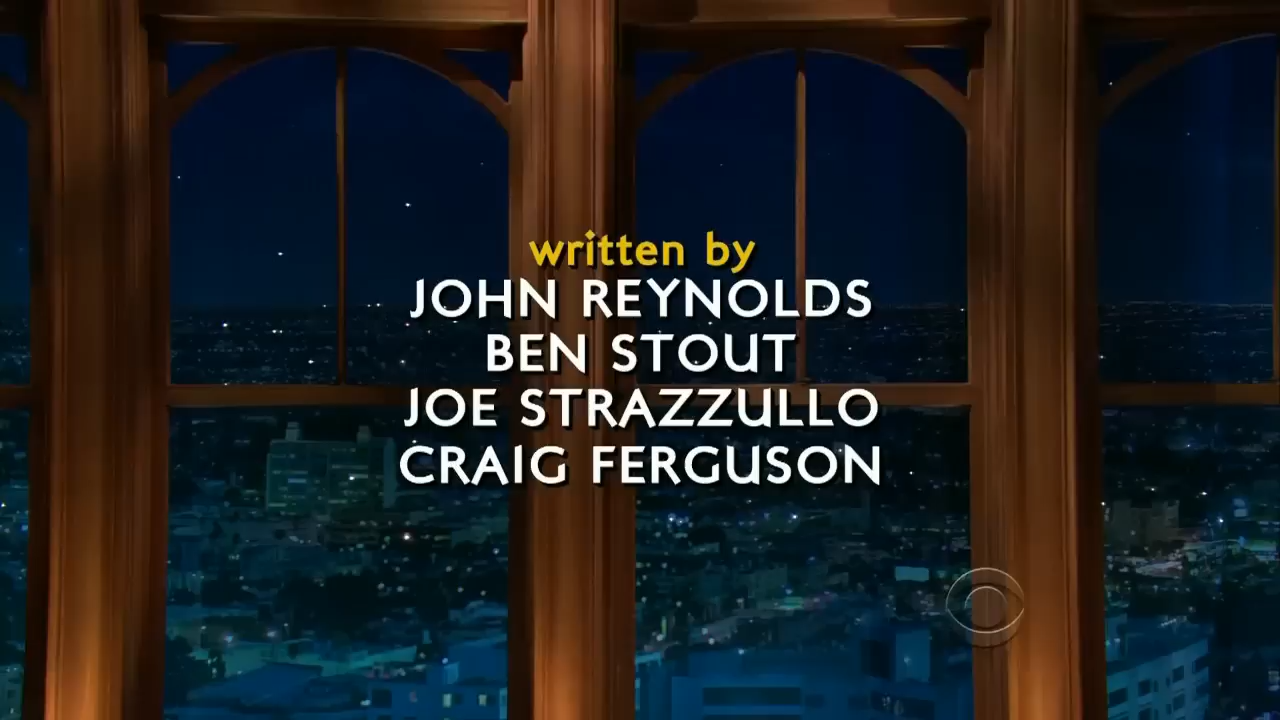 written by
JOHN REYNOLDS
BEN STOUT
JOE STRAZZULLO
CRAIG FERGUSON